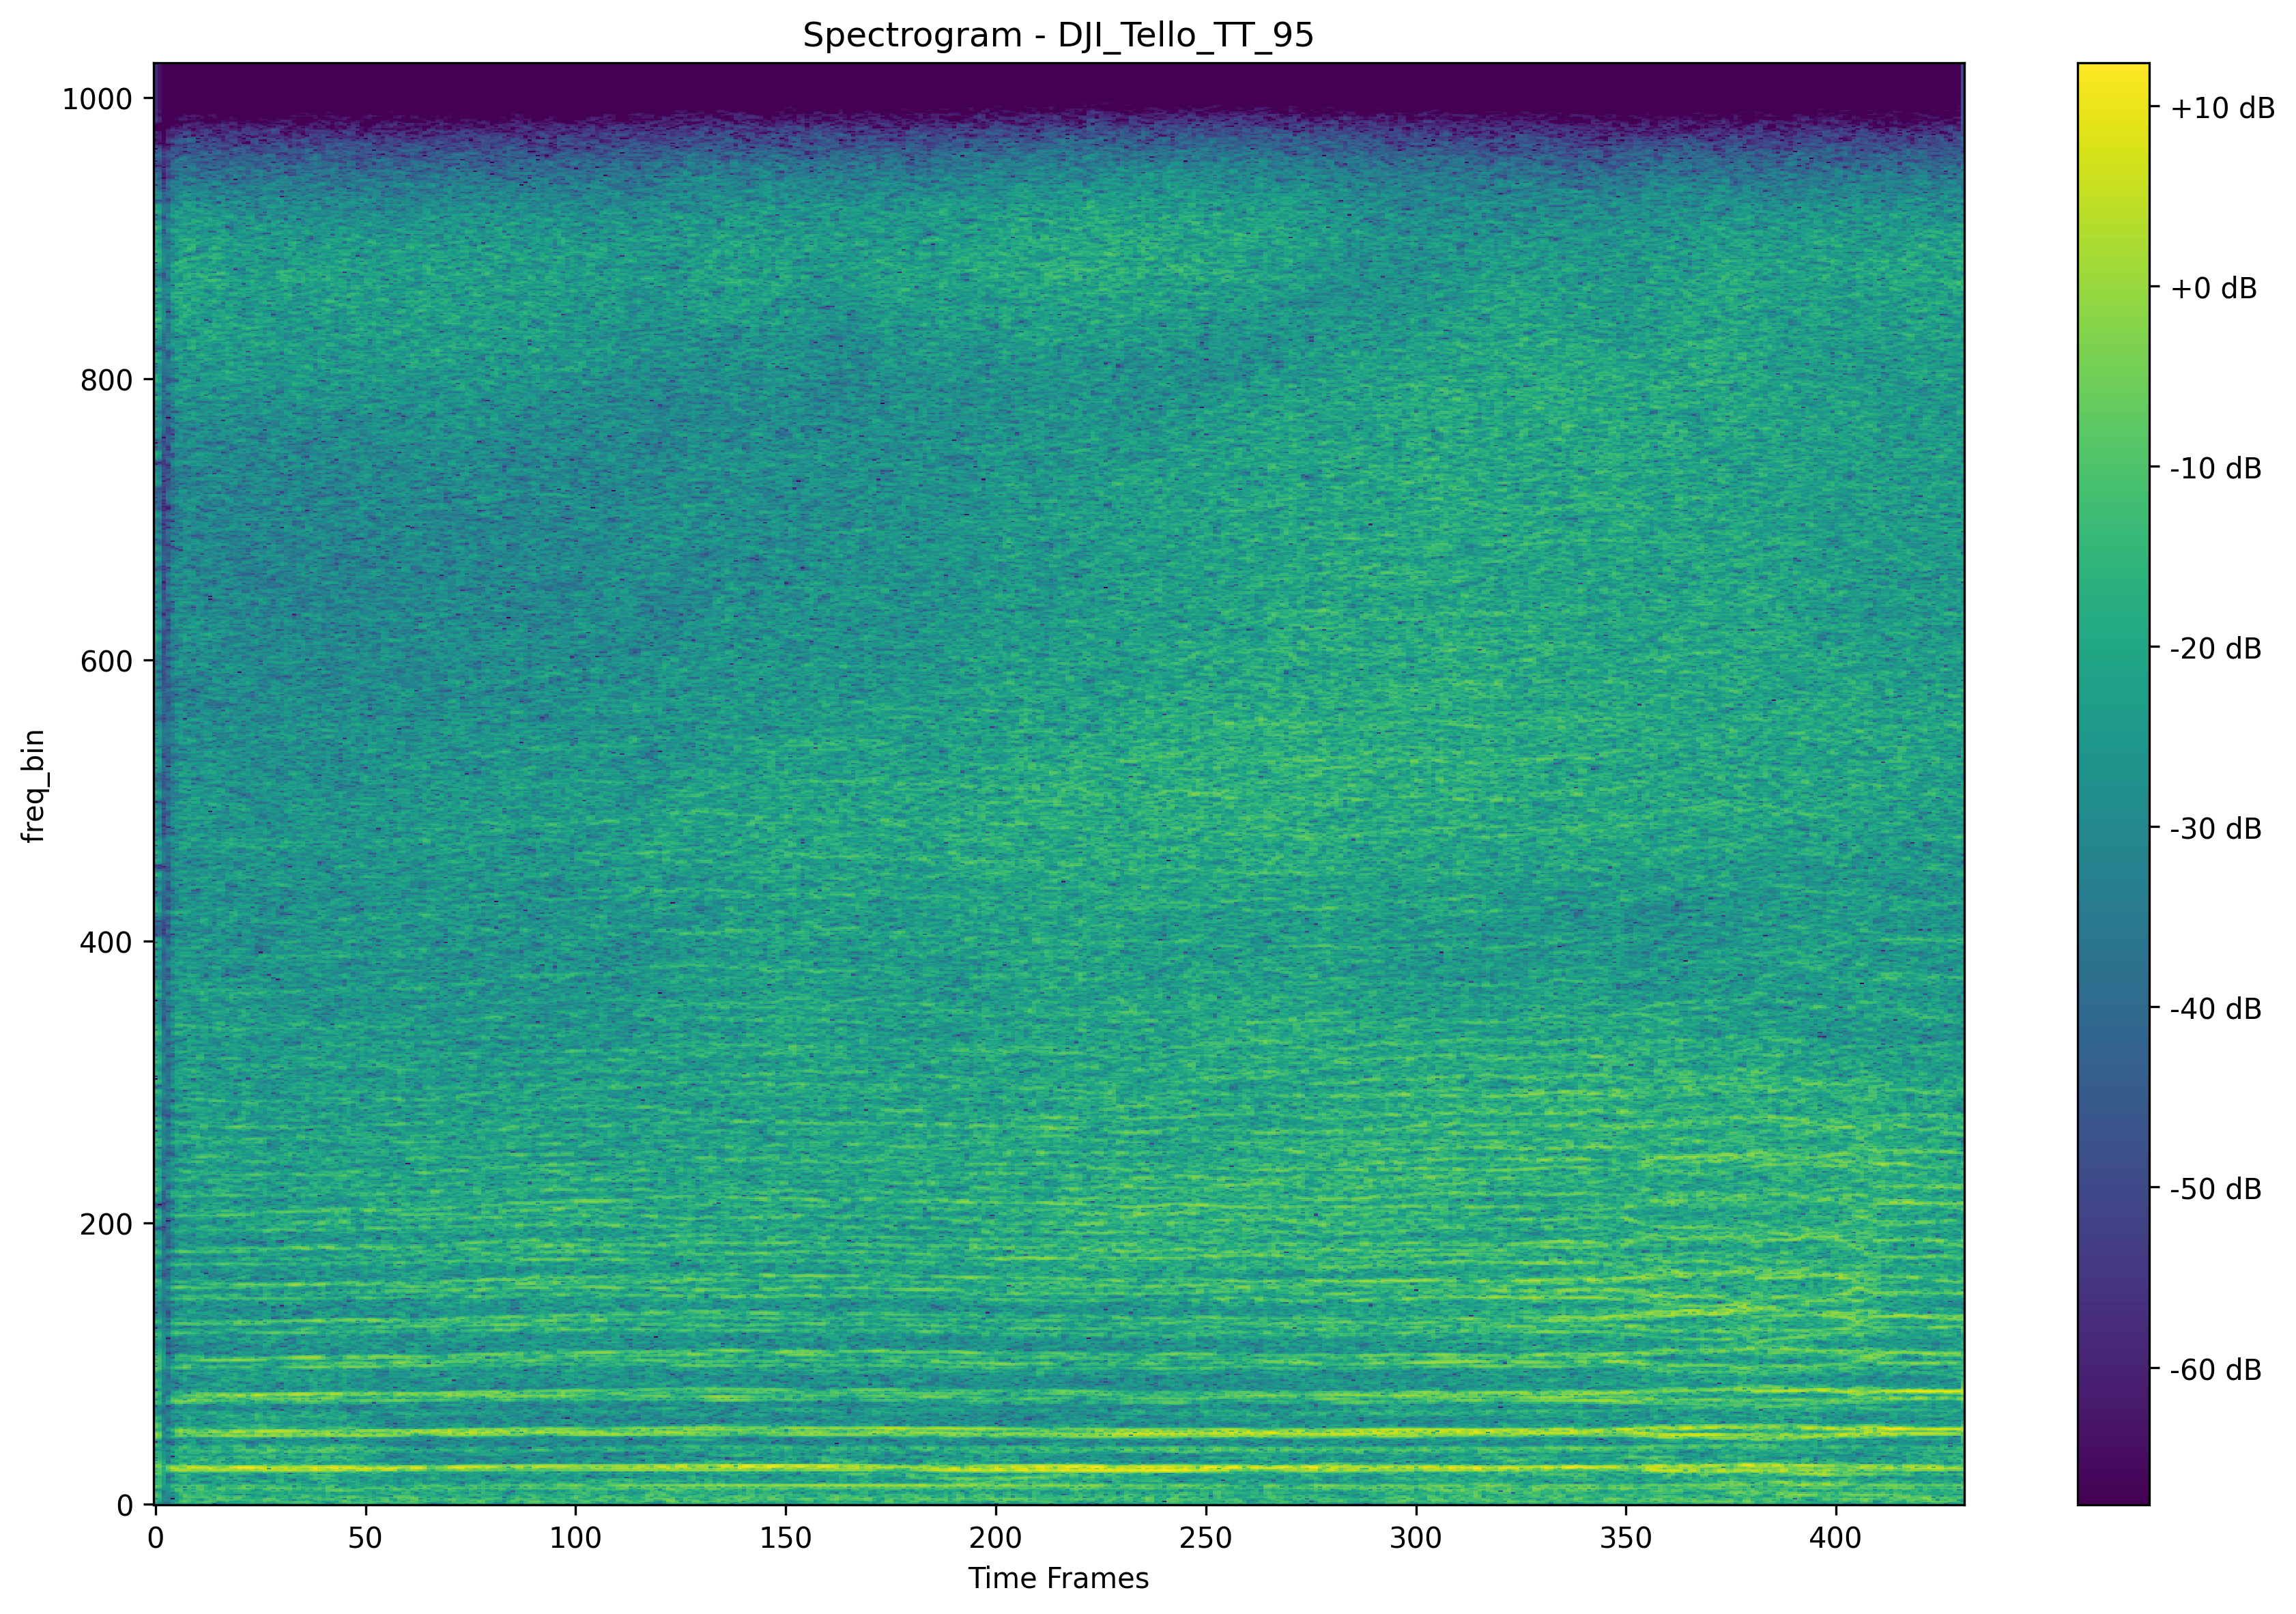 Spectrogram - DJI_Tello_TT_95
1000
800
600
400
200
0
freq_bin
0 50 100 150 200 250 300 350 400
Time Frames
+10 dB
+0 dB
-10 dB
-20 dB
-30 dB
-40 dB
-50 dB
-60 dB